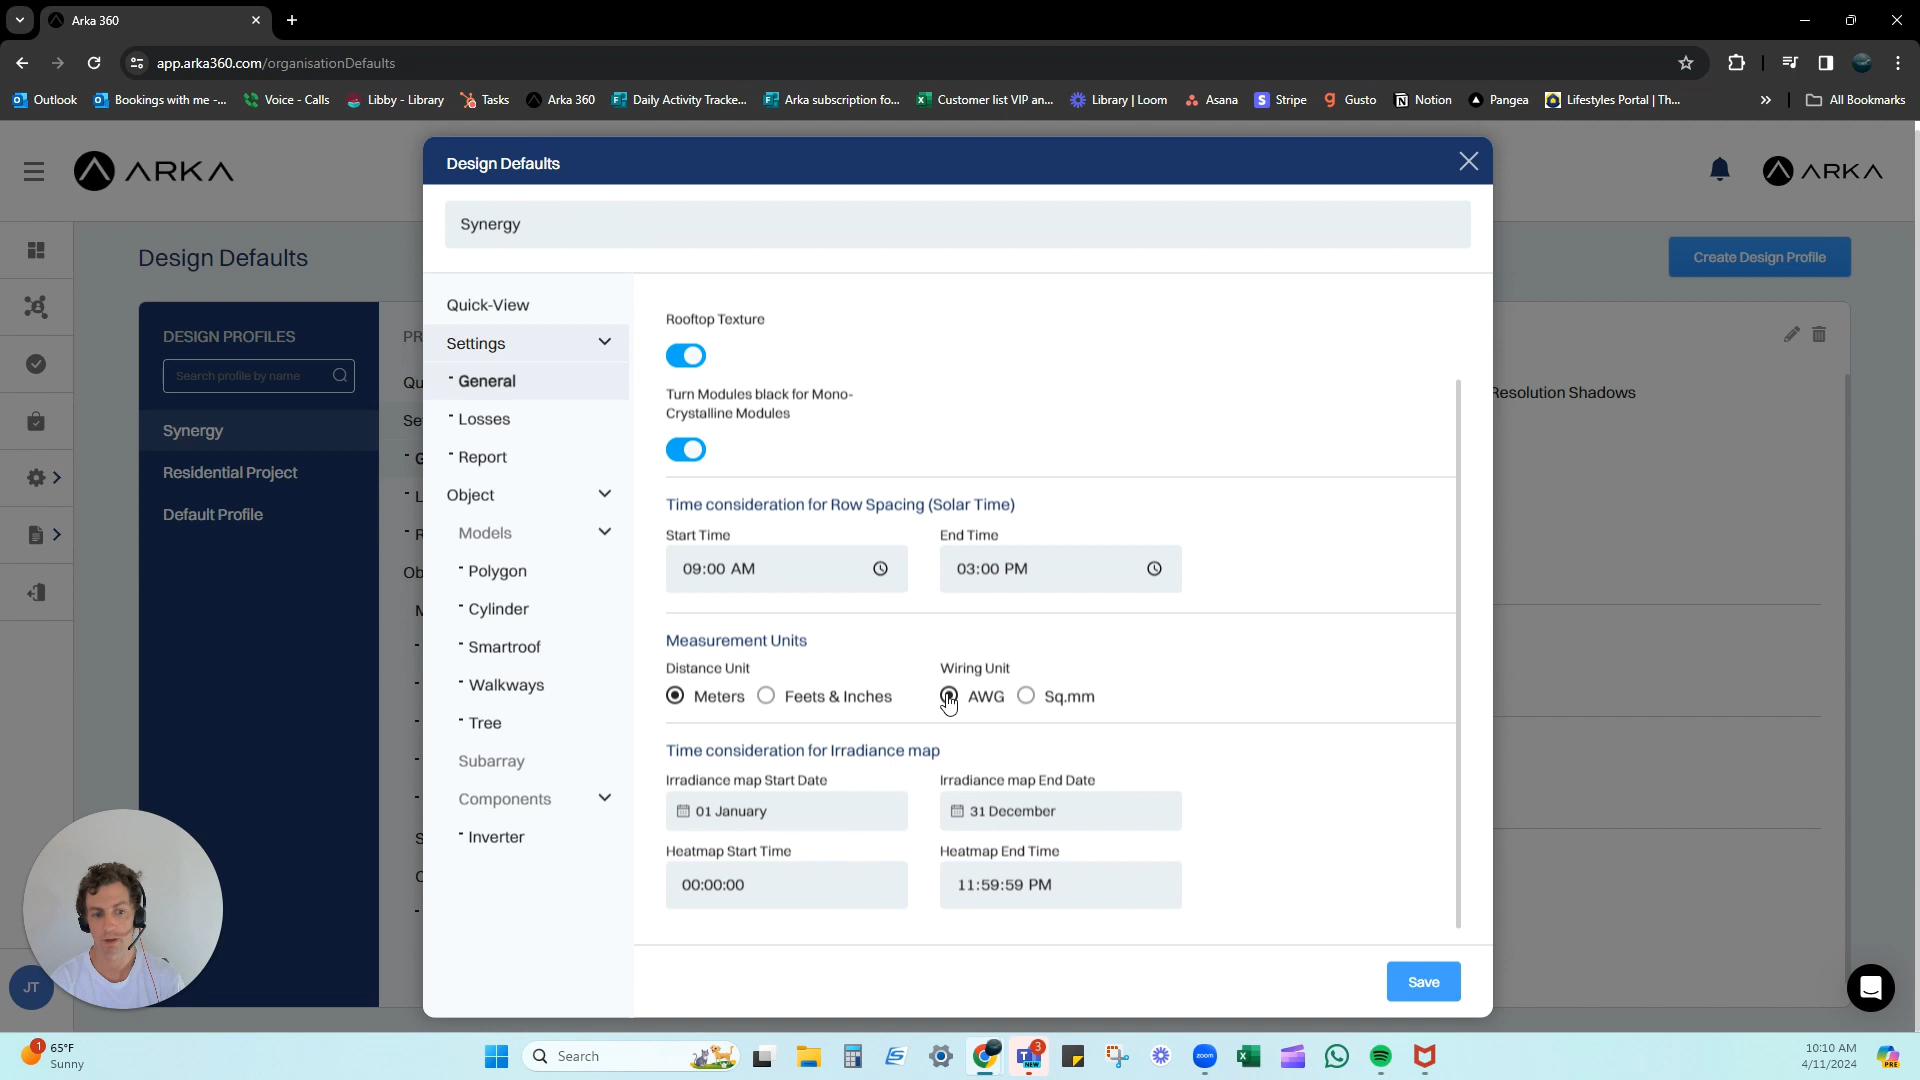 Arka 360
app.arka360.com/organisationDefaults
Outlook
Bookings with me -...
Voice - Calls
Libby - Library
Tasks
Arka 360
Daily Activity Tracke...
Arka subscription fo...
Customer list VIP an...
Library | Loom
Asana
Stripe
Gusto
Notion
Pangea
Lifestyles Portal | Th...
All Bookmarks
ARKA
ARKA
Design Defaults
Create Design Profile
DESIGN PROFILES
Search profile by name
Synergy
Residential Project
Default Profile
Resolution Shadows
Design Defaults
Synergy
Quick-View
Settings
- General
- Losses
- Report
Object
Models
- Polygon
- Cylinder
- Smartroof
- Walkways
- Tree
Subarray
Components
- Inverter
Rooftop Texture
Turn Modules black for Mono-
Crystalline Modules
Time consideration for Row Spacing (Solar Time)
Start Time
End Time
09:00 AM
03:00 PM
Measurement Units
Distance Unit
Wiring Unit
Meters
Feets & Inches
AWG
Sq.mm
Time consideration for Irradiance map
Irradiance map Start Date
Irradiance map End Date
01 January
31 December
Heatmap Start Time
Heatmap End Time
00:00:00
11:59:59 PM
Save
JT
1
65°F
Sunny
Search
3
NEW
zoom
10:10 AM
4/11/2024
PRE